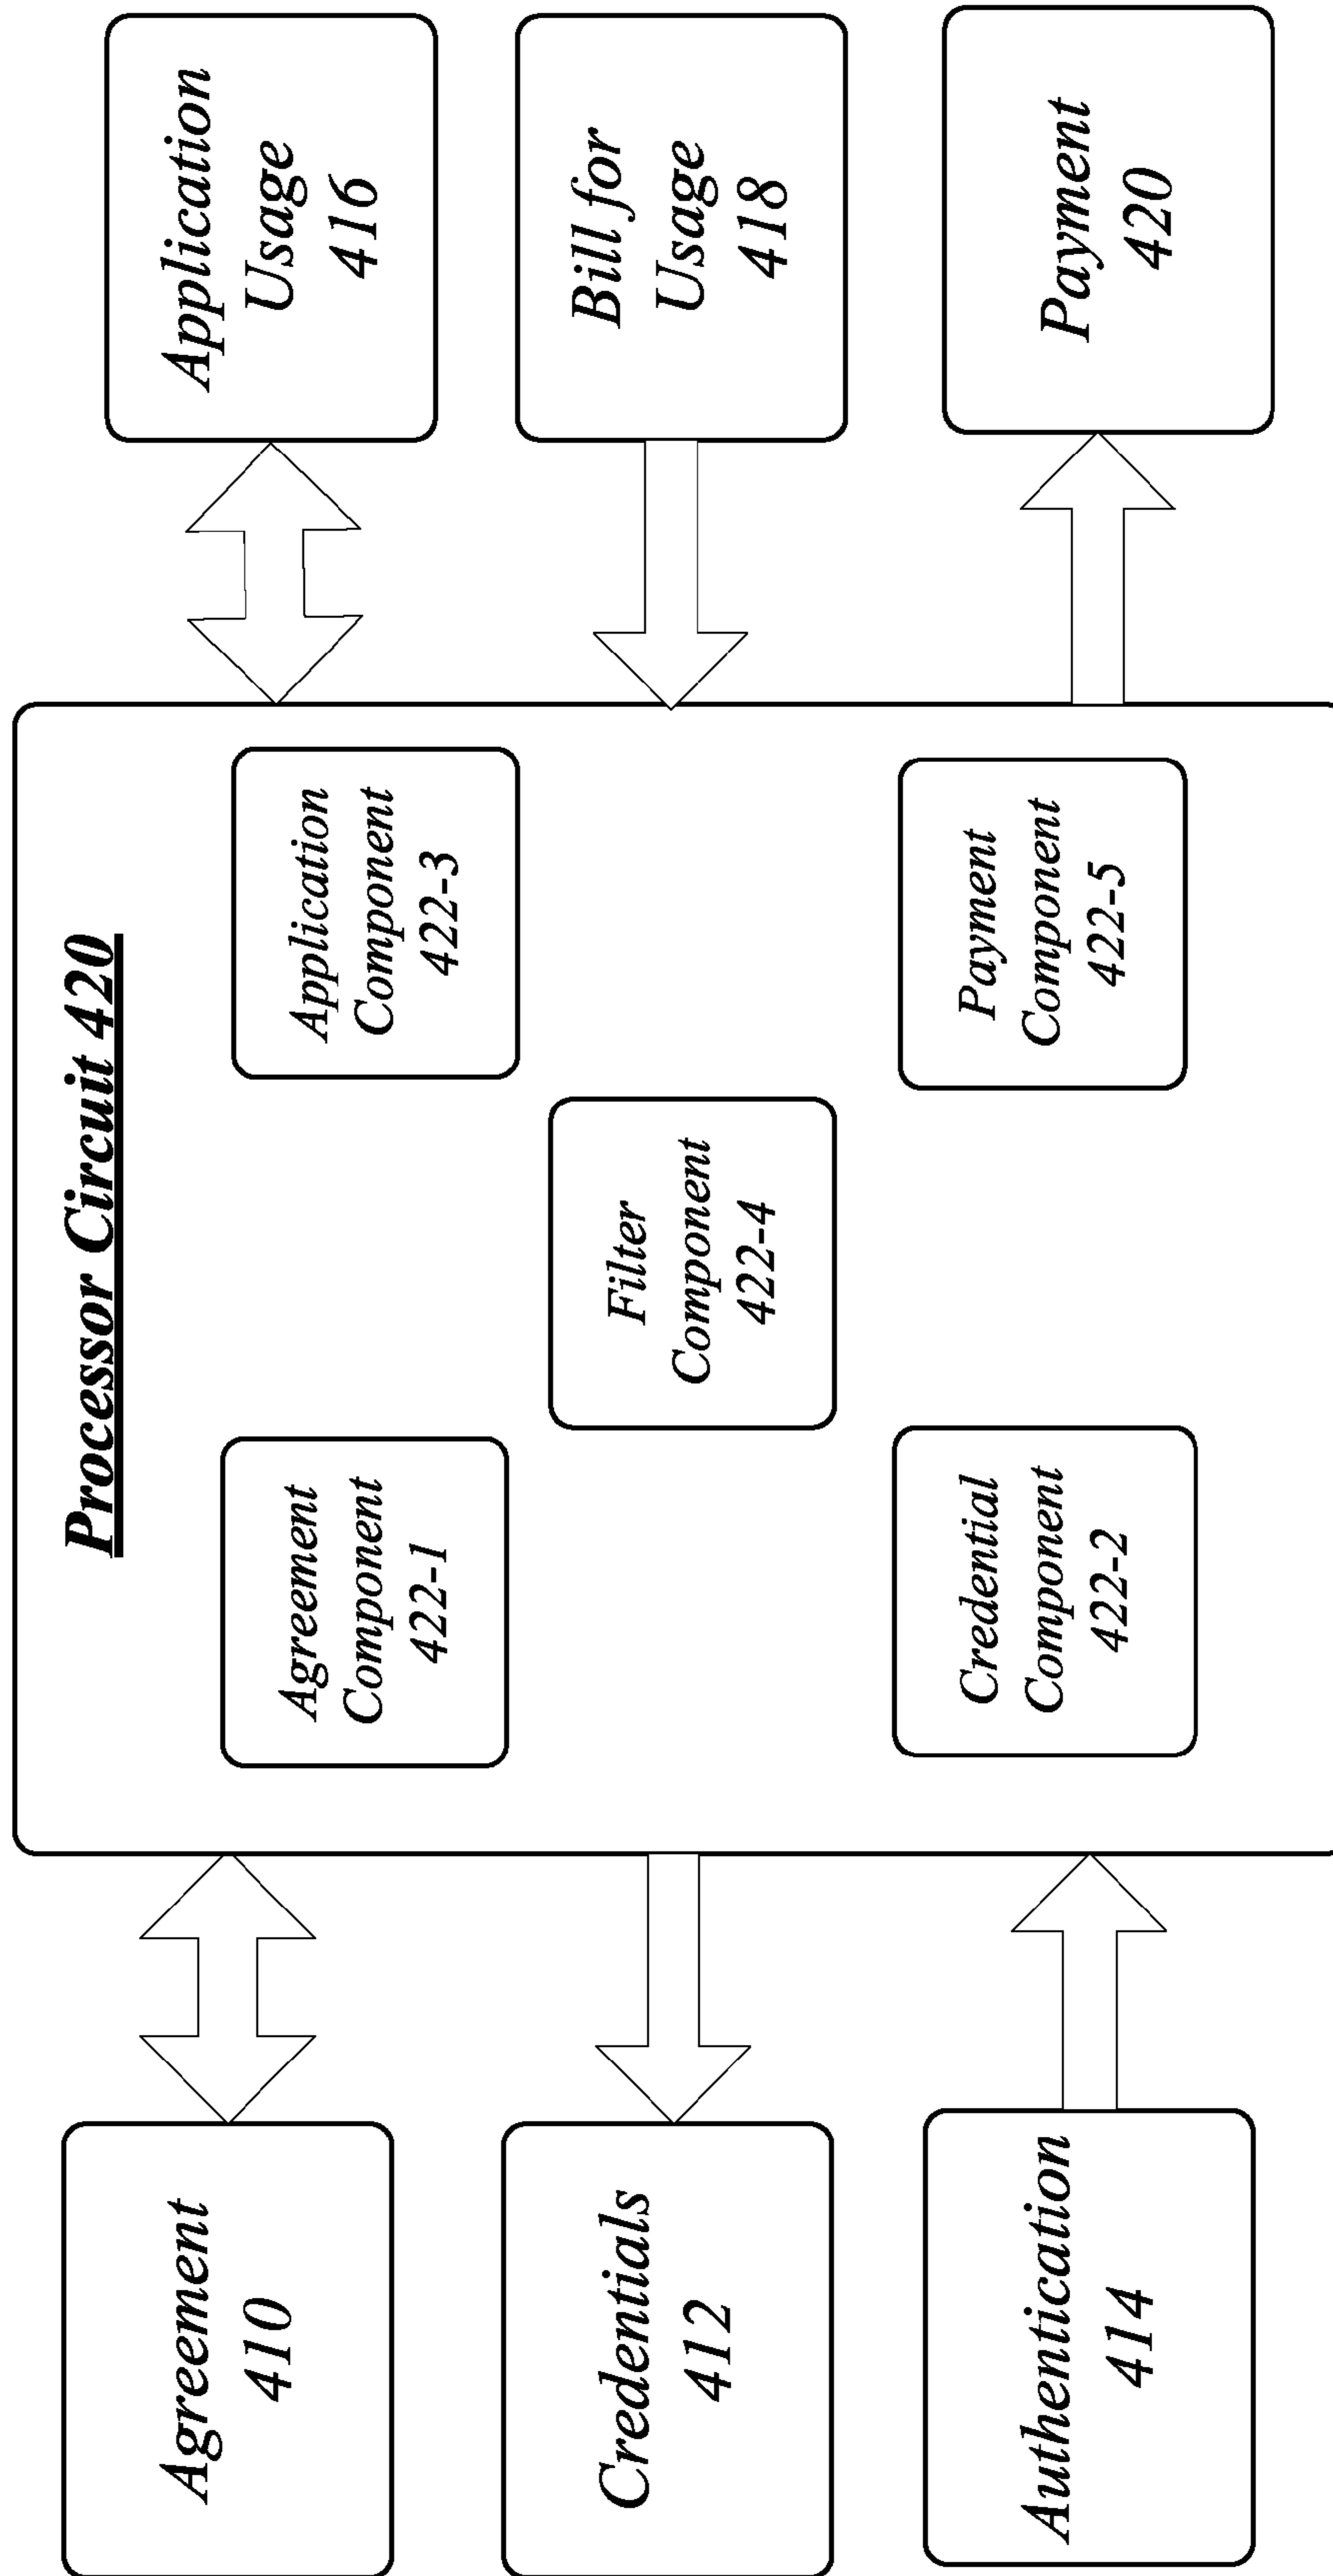 Processor Circuit 420
Agreement
410
Credentials
412
Authentication
414
Agreement
Component
422-1
Credential
Component
422-2
Filter
Component
422-4
Application
Component
422-3
Payment
Component
422-5
Application
Usage
416
Bill for
Usage
418
Payment
420